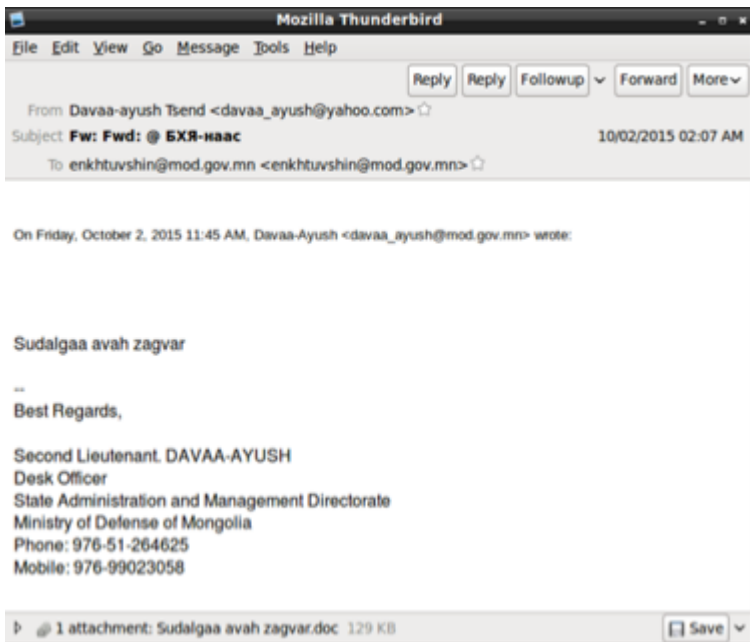 Mozilla Thunderbird
File Edit View Go Message Tools Help
Reply Reply Followup Forward More
From Davaa-ayush Tsend <davaa_ayush@yahoo.com>
Subject Fw: Fwd: @ БХЯ-наас 10/02/2015 02:07 AM
To enkhtuvshin@mod.gov.mn <enkhtuvshin@mod.gov.mn>
On Friday, October 2, 2015 11:45 AM, Davaa-Ayush <davaa_ayush@mod.gov.mn> wrote:
Sudalgaa avah zagvar
--
Best Regards,
Second Lieutenant. DAVAA-AYUSH
Desk Officer
State Administration and Management Directorate
Ministry of Defense of Mongolia
Phone: 976-51-264625
Mobile: 976-99023058
1 attachment: Sudalgaa avah zagvar.doc 129 KB Save